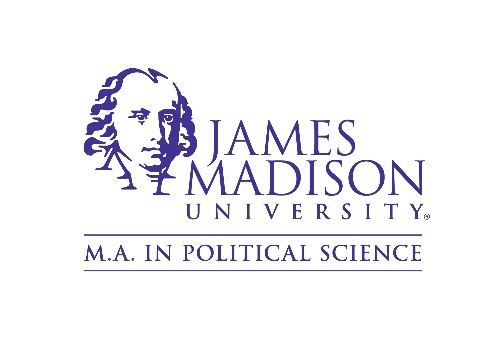 JAMES
MADISON
UNIVERSITY®
M.A. IN POLITICAL SCIENCE